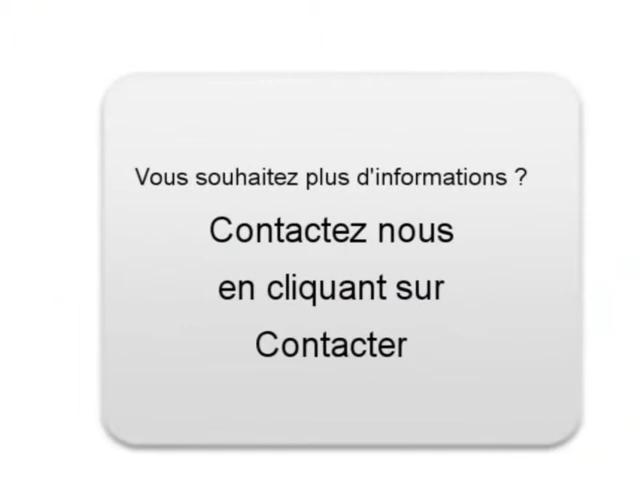 Vous souhaitez plus d'informations ?
Contactez nous
en cliquant sur
Contacter